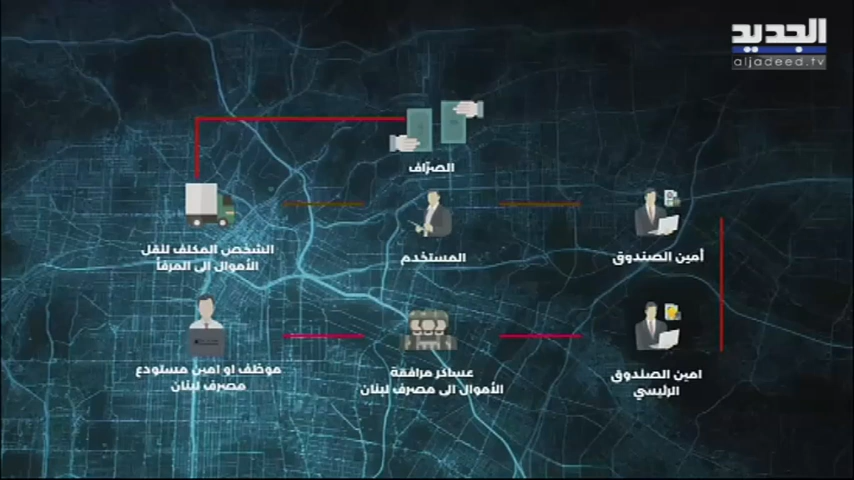 الجديد
aljadeed.tv
الصرّاف
الشخص المكلف لنقل
الأموال الى المرفأ
المستخدم
أمين الصندوق
موظف او امين مستودع
مصرف لبنان
عساكر مرافقة
الأموال الى مصرف لبنان
امين الصندوق
الرئيسي